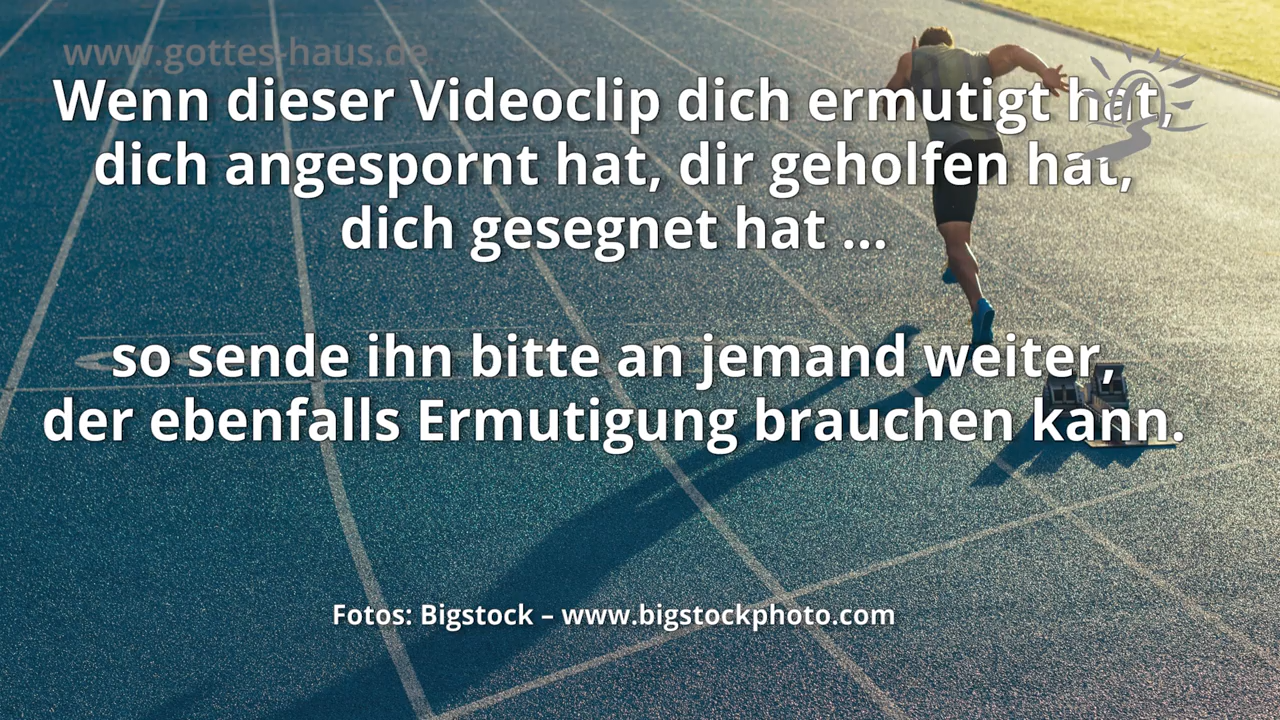 www.gottes-haus.de
Wenn dieser Videoclip dich ermutigt hat,
dich angespornt hat, dir geholfen hat,
dich gesegnet hat ...
so sende ihn bitte an jemand weiter,
der ebenfalls Ermutigung brauchen kann.
Fotos: Bigstock – www.bigstockphoto.com